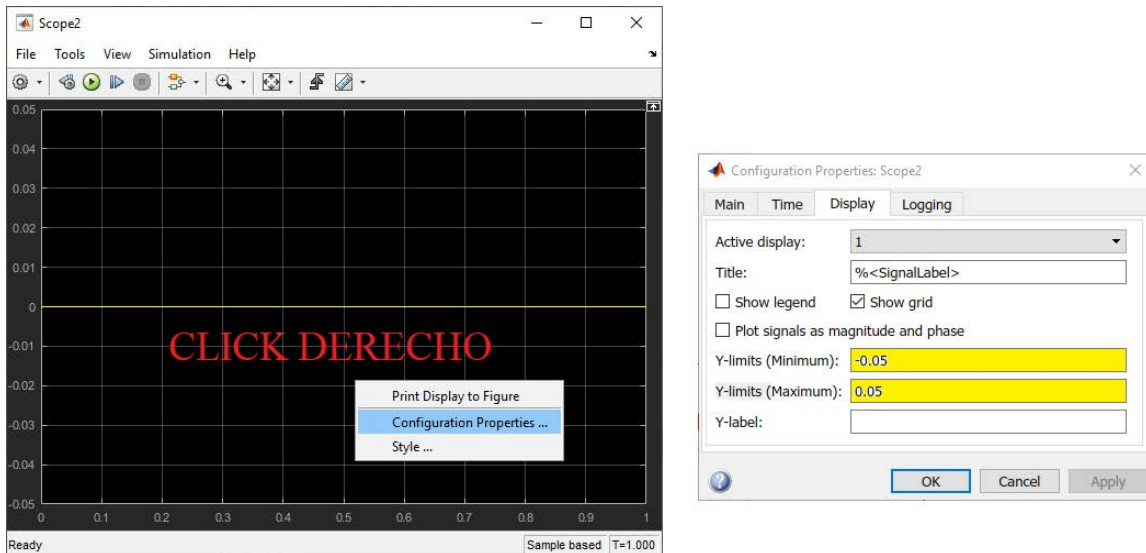 Scope2
File Tools View Simulation Help
0.05
0.04
0.03
0.02
0.01
0
-0.01
-0.02
-0.03
-0.04
-0.05
0 0.1 0.2 0.3 0.4 0.5 0.6 0.7 0.8 0.9 1
CLICK DERECHO
Print Display to Figure
Configuration Properties ...
Style ...
Ready Sample based T=1.000
Configuration Properties: Scope2
Main Time Display Logging
Active display: 1
Title: %<SignalLabel>
Show legend Show grid
Plot signals as magnitude and phase
Y-limits (Minimum): -0.05
Y-limits (Maximum): 0.05
Y-label:
OK Cancel Apply